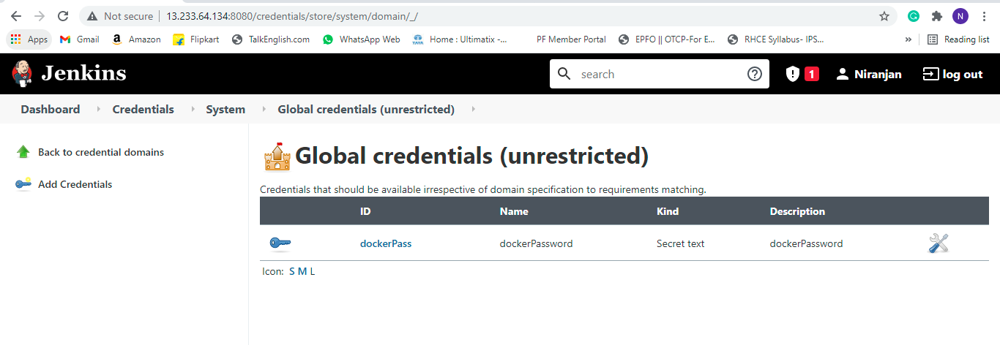 Not secure | 13.233.64.134:8080/credentials/store/system/domain/_/ N
Apps Gmail Amazon Flipkart TalkEnglish.com WhatsApp Web TATA Home : Ultimatix -... PF Member Portal EPFO || OTCP-For E... RHCE Syllabus- IPS... » Reading list
Jenkins search 1 Niranjan log out
Dashboard Credentials System Global credentials (unrestricted)
Back to credential domains
Add Credentials
Global credentials (unrestricted)
Credentials that should be available irrespective of domain specification to requirements matching.
ID Name Kind Description
dockerPass dockerPassword Secret text dockerPassword
Icon: S M L